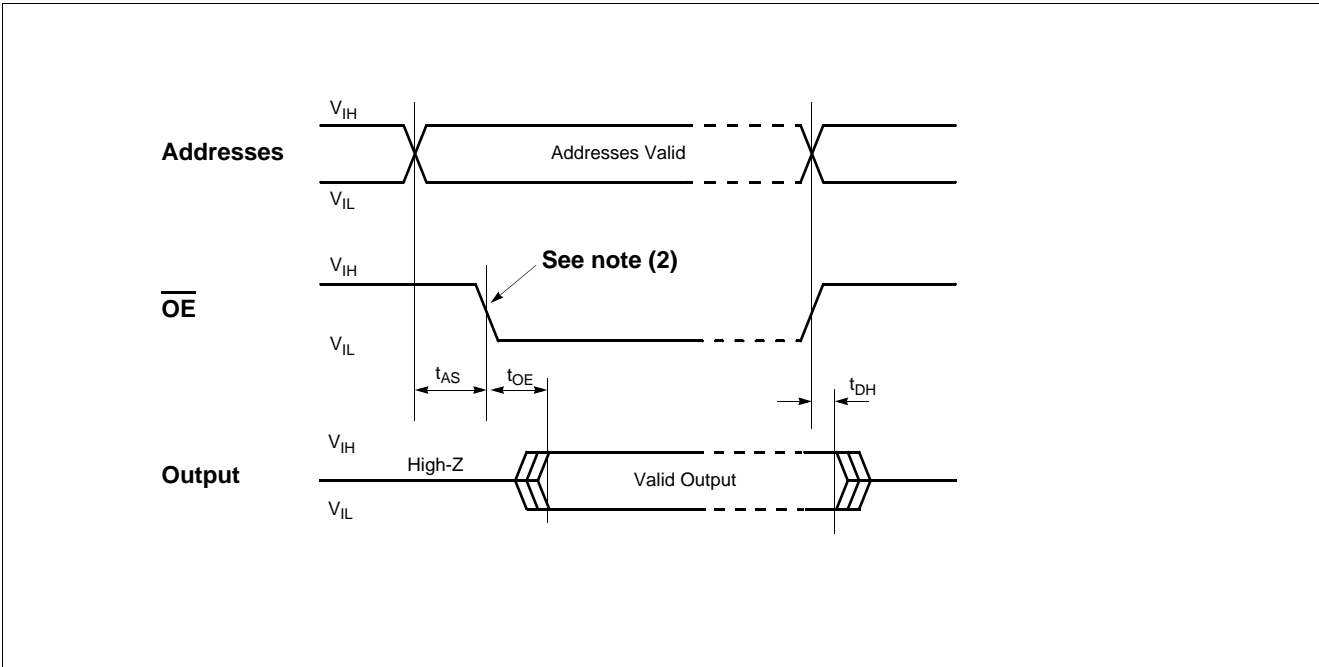 VIH
Addresses
Addresses Valid
VIL
See note (2)
VIH
OE
VIL
tAS
tOE
tDH
VIH
High-Z
Output
Valid Output
VIL